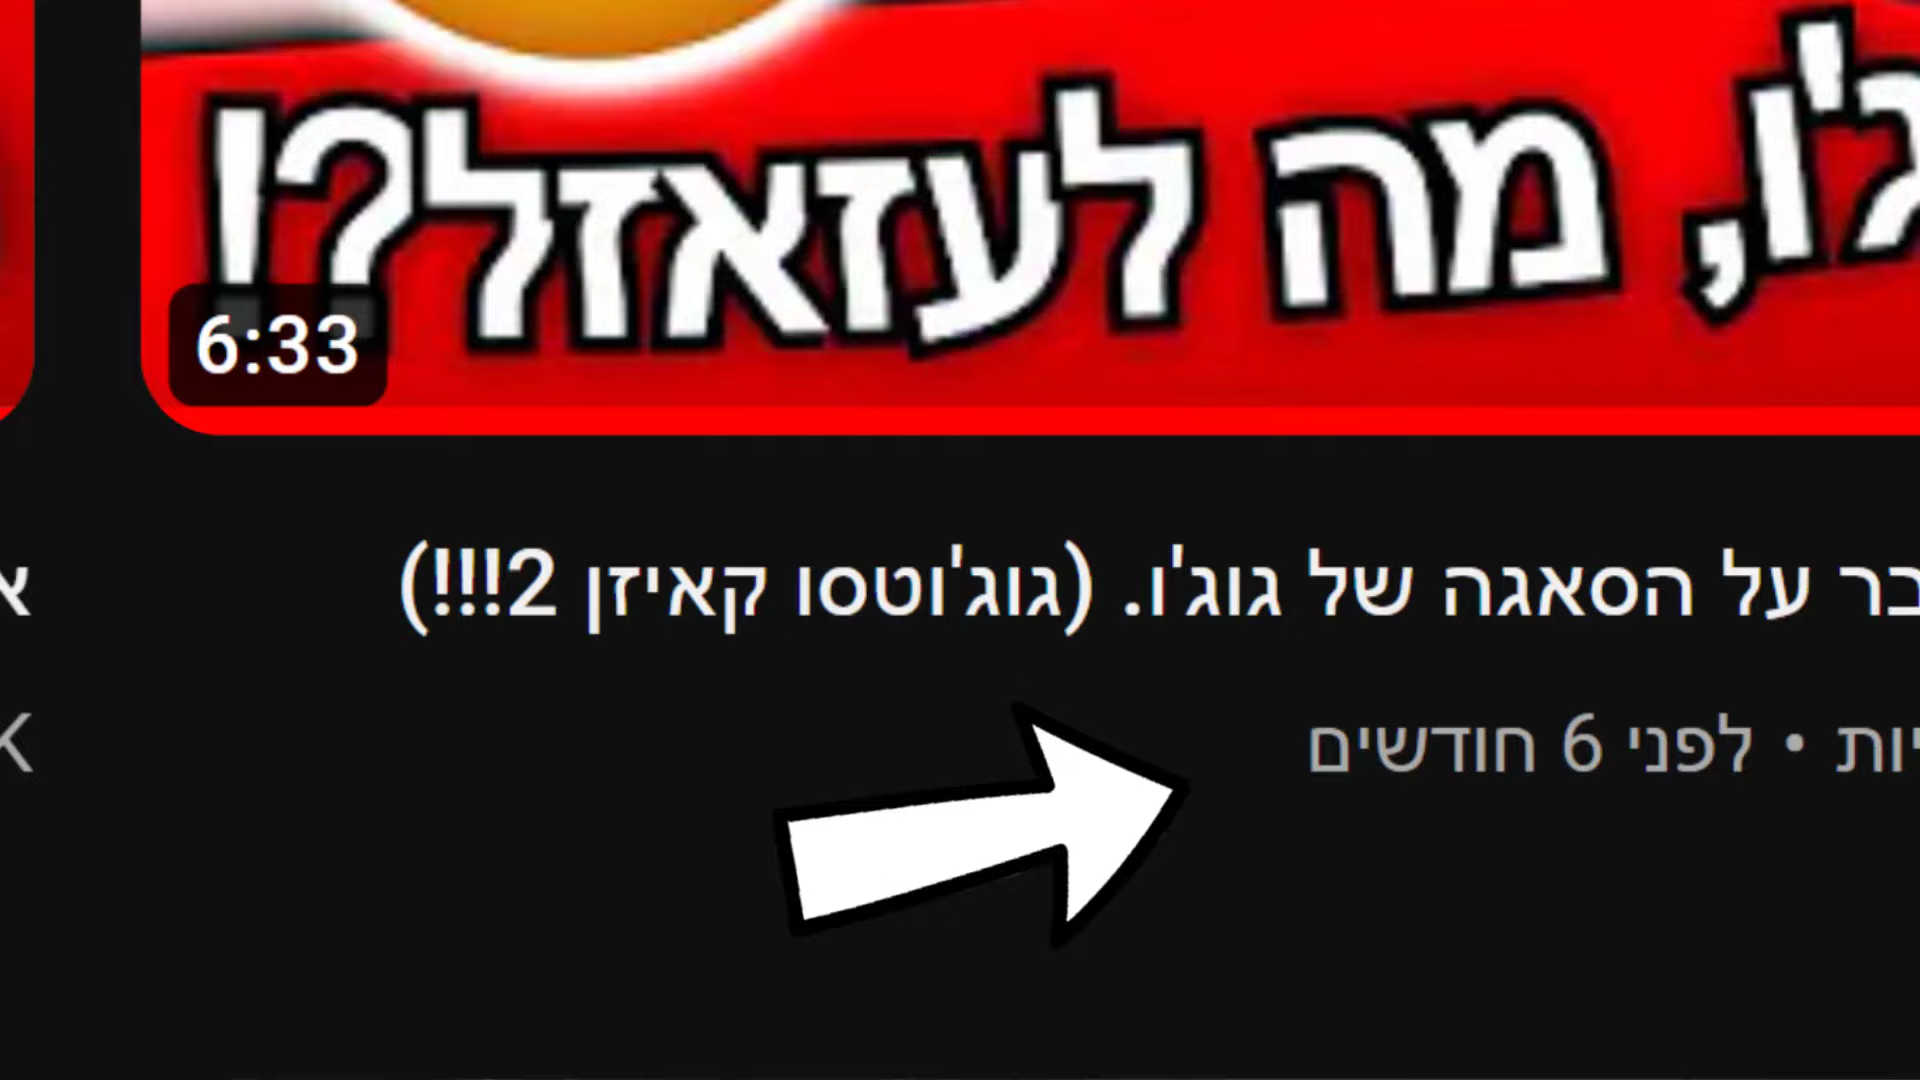 ג'ו, מה לעזאזל?!
6:33
בר על הסאגה של גוג'ו. (גוג'וטסו קאיזן 2!!!)
א
יות • לפני 6 חודשים
K